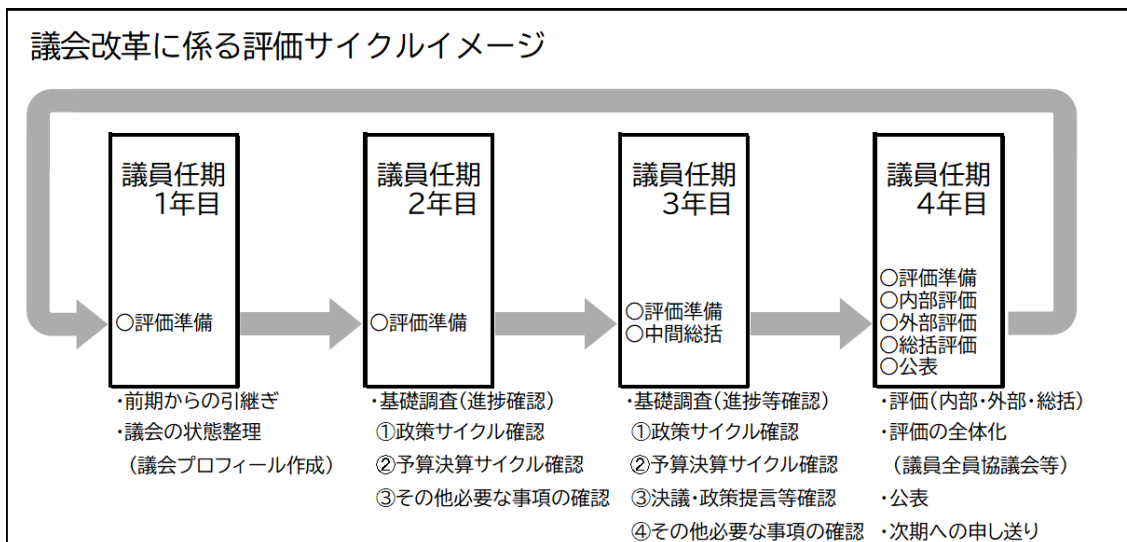 議会改革に係る評価サイクルイメージ
議員任期
1年目
○評価準備
・前期からの引継ぎ
・議会の状態整理
(議会プロフィール作成)
議員任期
2年目
○評価準備
・基礎調査(進捗確認)
①政策サイクル確認
②予算決算サイクル確認
③その他必要な事項の確認
議員任期
3年目
○評価準備
○中間総括
・基礎調査(進捗等確認)
①政策サイクル確認
②予算決算サイクル確認
③決議・政策提言等確認
④その他必要な事項の確認
議員任期
4年目
○評価準備
○内部評価
○外部評価
○総括評価
○公表
・評価(内部・外部・総括)
・評価の全体化
(議員全員協議会等)
・公表
・次期への申し送り